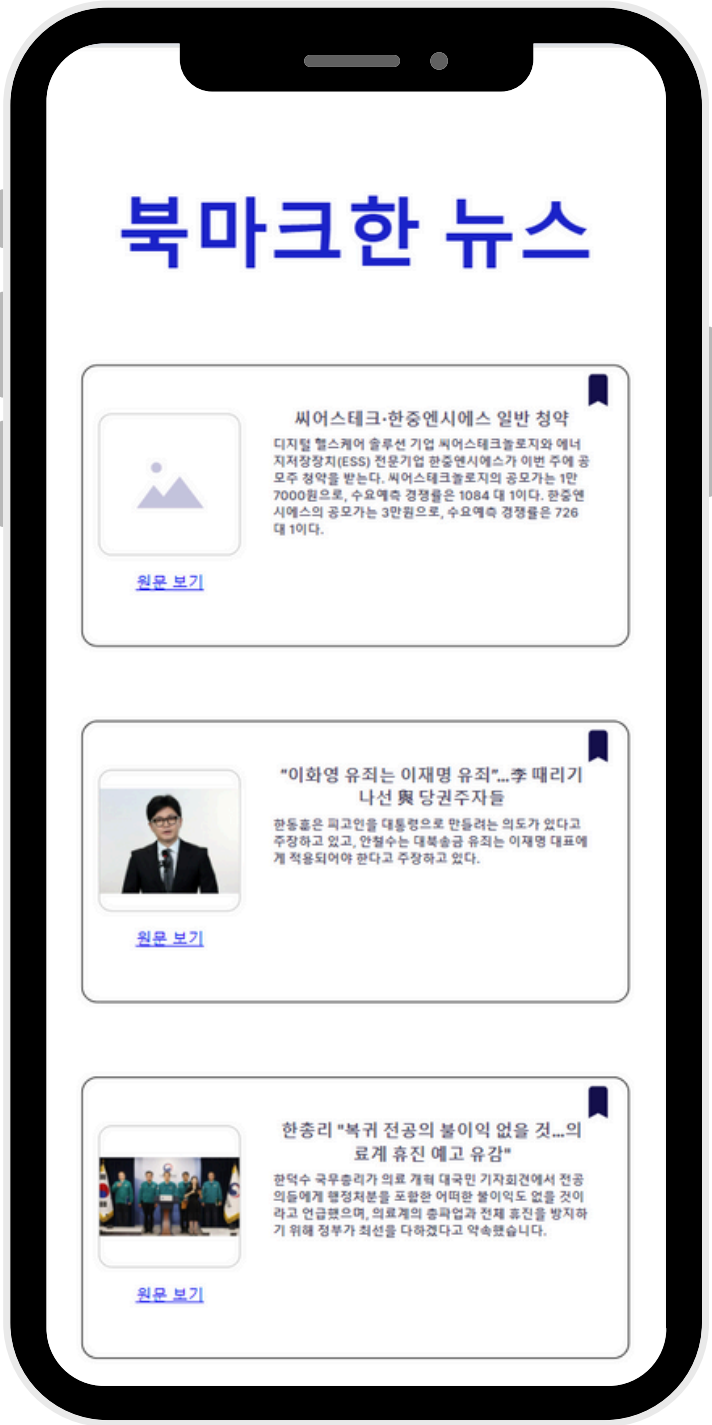 북마크한 뉴스
씨어스테크·한중엔시에스 일반 청약
디지털 헬스케어 솔루션 기업 씨어스테크놀로지와 에너
지저장장치(ESS) 전문기업 한중엔시에스가 이번 주에 공
모주 청약을 받는다. 씨어스테크놀로지의 공모가는 1만
7000원으로, 수요예측 경쟁률은 1084 대 1이다. 한중엔
시에스의 공모가는 3만원으로, 수요예측 경쟁률은 726
대 1이다.
원문 보기
"이화영 유죄는 이재명 유죄"…李 때리기
나선 與 당권주자들
한동훈은 피고인을 대통령으로 만들려는 의도가 있다고
주장하고 있고, 안철수는 대북송금 유죄는 이재명 대표에
게 적용되어야 한다고 주장하고 있다.
원문 보기
한총리 "복귀 전공의 불이익 없을 것…의
료계 휴진 예고 유감"
한덕수 국무총리가 의료 개혁 대국민 기자회견에서 전공
의들에게 행정처분을 포함한 어떠한 불이익도 없을 것이
라고 언급했으며, 의료계의 총파업과 전체 휴진을 방지하
기 위해 정부가 최선을 다하겠다고 약속했습니다.
원문 보기